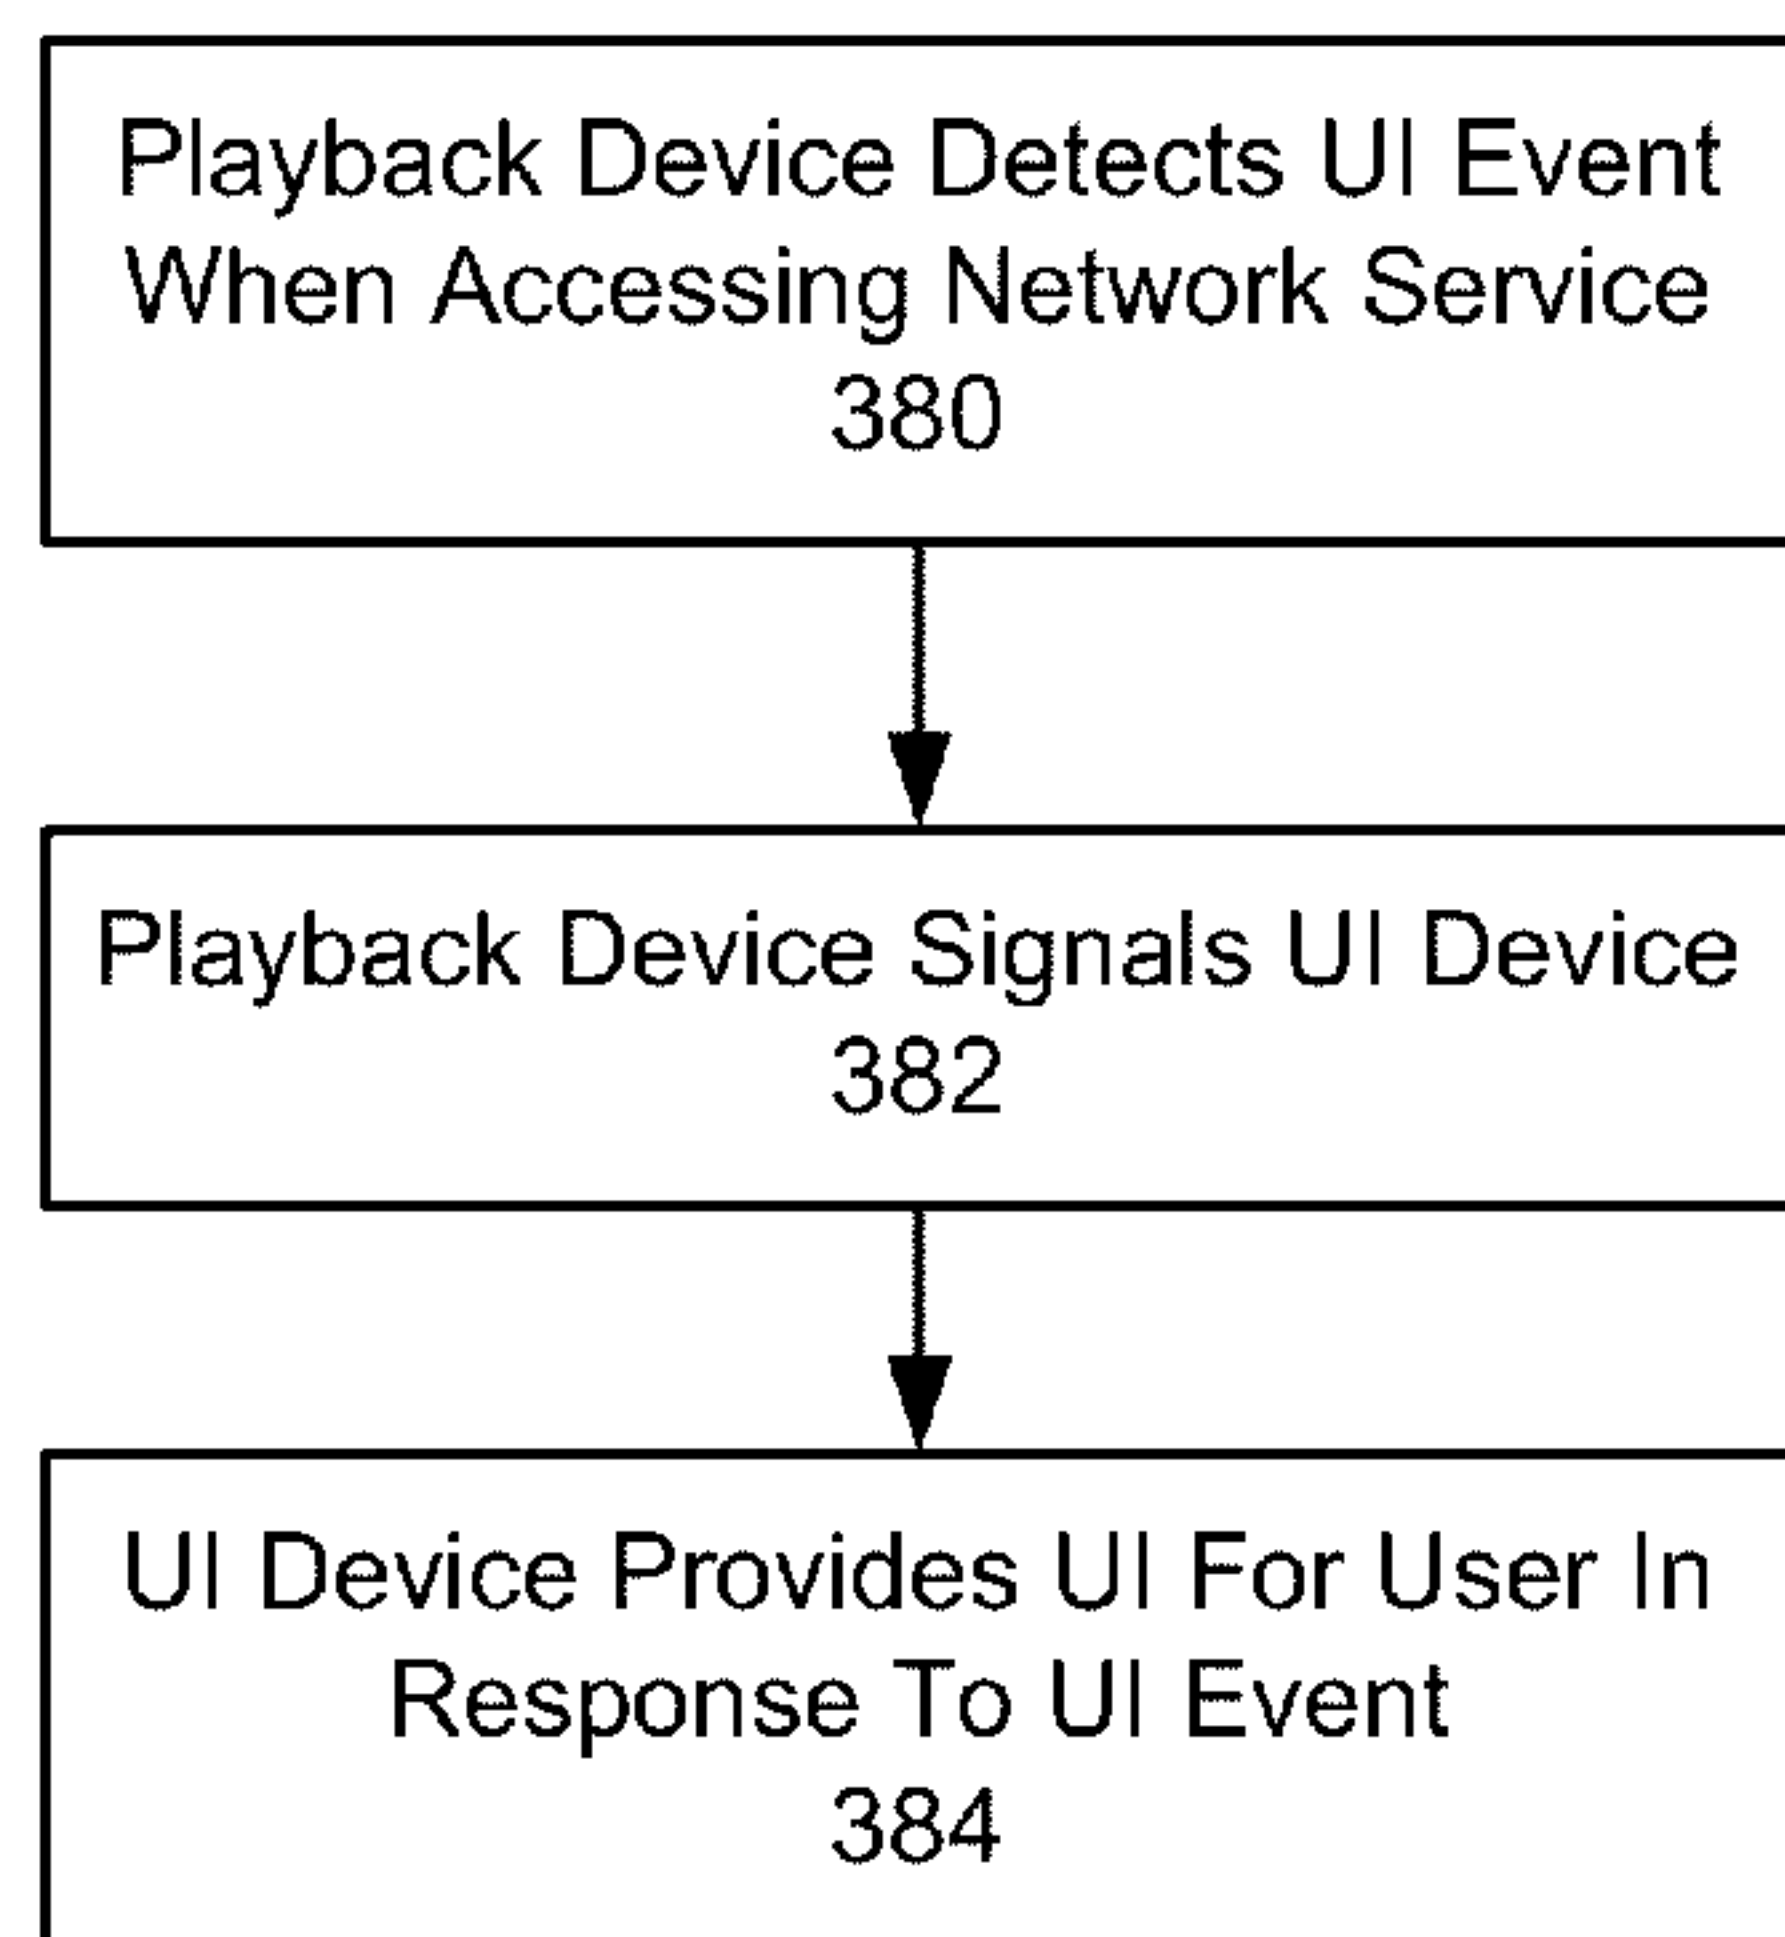 Playback Device Detects UI Event
When Accessing Network Service
380
Playback Device Signals UI Device
382
UI Device Provides UI For User In
Response To UI Event
384